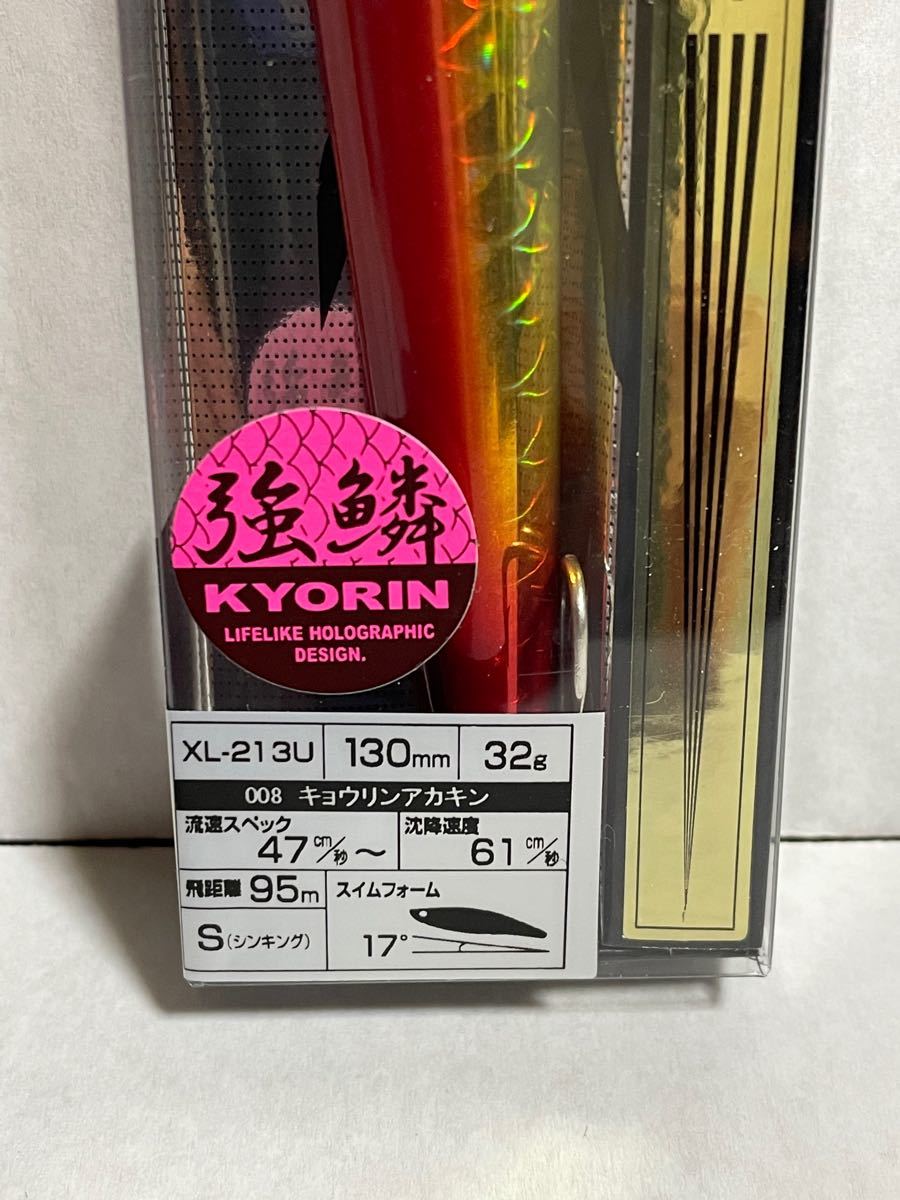 強鱗
KYORIN
LIFELIKE HOLOGRAPHIC
DESIGN.
XL-213U 130mm 32g
008 キョウリンアカキン
流速スペック
47cm/秒～
沈降速度
61cm/秒
飛距離 95m
S(シンキング)
スイムフォーム
17°